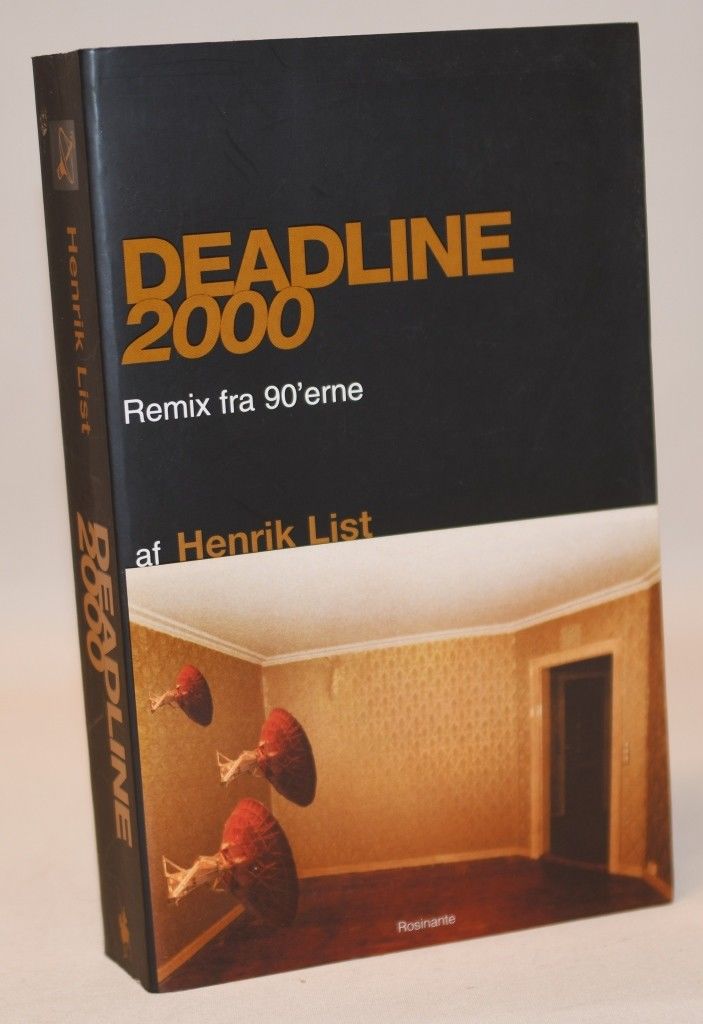 DEADLINE
2000
Remix fra 90'erne
af Henrik List
Rosinante
Henrik List
DEADLINE
2000